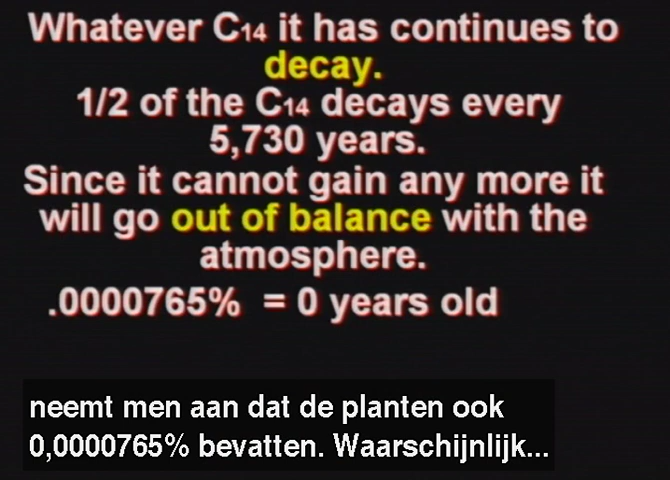 Whatever C14 it has continues to
decay.
1/2 of the C14 decays every
5,730 years.
Since it cannot gain any more it
will go out of balance with the
atmosphere.
.0000765% = 0 years old
neemt men aan dat de planten ook
0,0000765% bevatten. Waarschijnlijk...